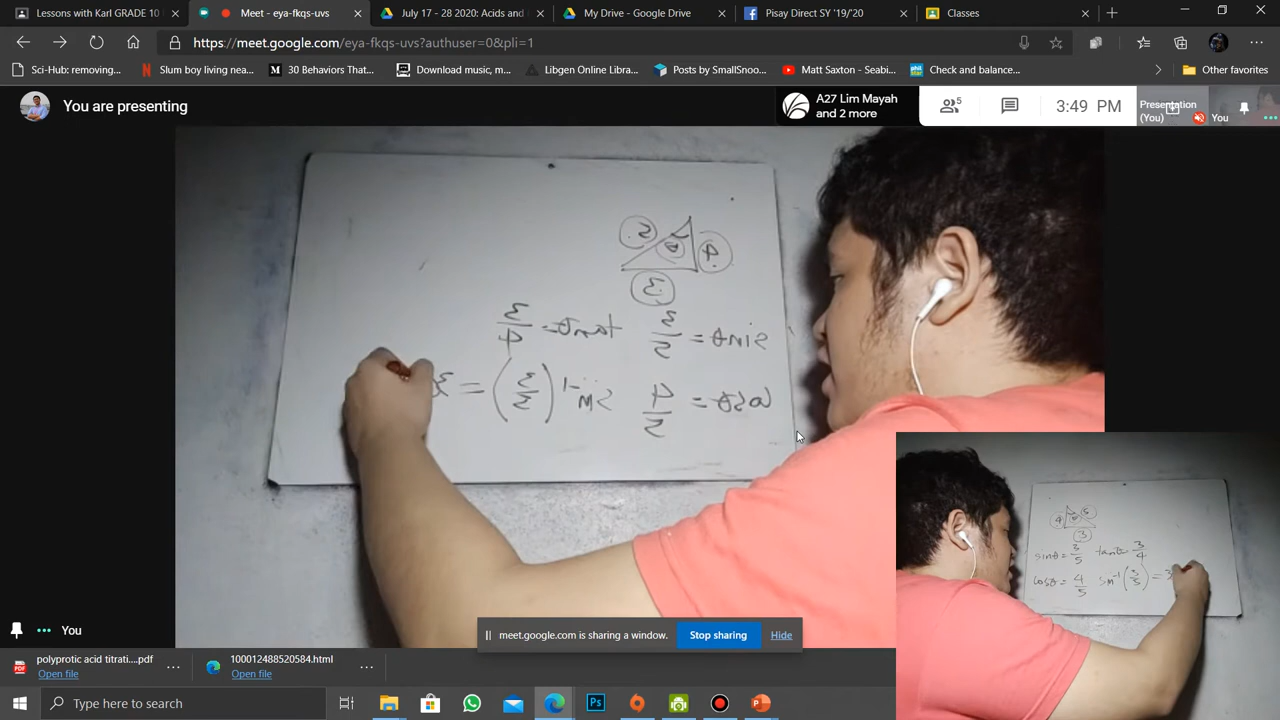 Lessons with Karl GRADE 10
Meet - eya-fkqs-uvs
July 17 - 28 2020: Acids and
My Drive - Google Drive
Pisay Direct SY '19/'20
Classes
https://meet.google.com/eya-fkqs-uvs?authuser=0&pli=1
Sci-Hub: removing...
Slum boy living nea...
30 Behaviors That...
Download music, m...
Libgen Online Libra...
Posts by SmallSnoo...
Matt Saxton - Seabi...
Check and balance...
Other favorites
You are presenting
A27 Lim Mayah
and 2 more
5
3:49 PM
Presentation
(You)
You
4 θ 5
3
sinθ = 3/5 tanθ = 3/4
cosθ = 4/5 sin⁻¹(3/5) = 3
You
meet.google.com is sharing a window.
Stop sharing
Hide
polyprotic acid titrati....pdf
Open file
100012488520584.html
Open file
Type here to search